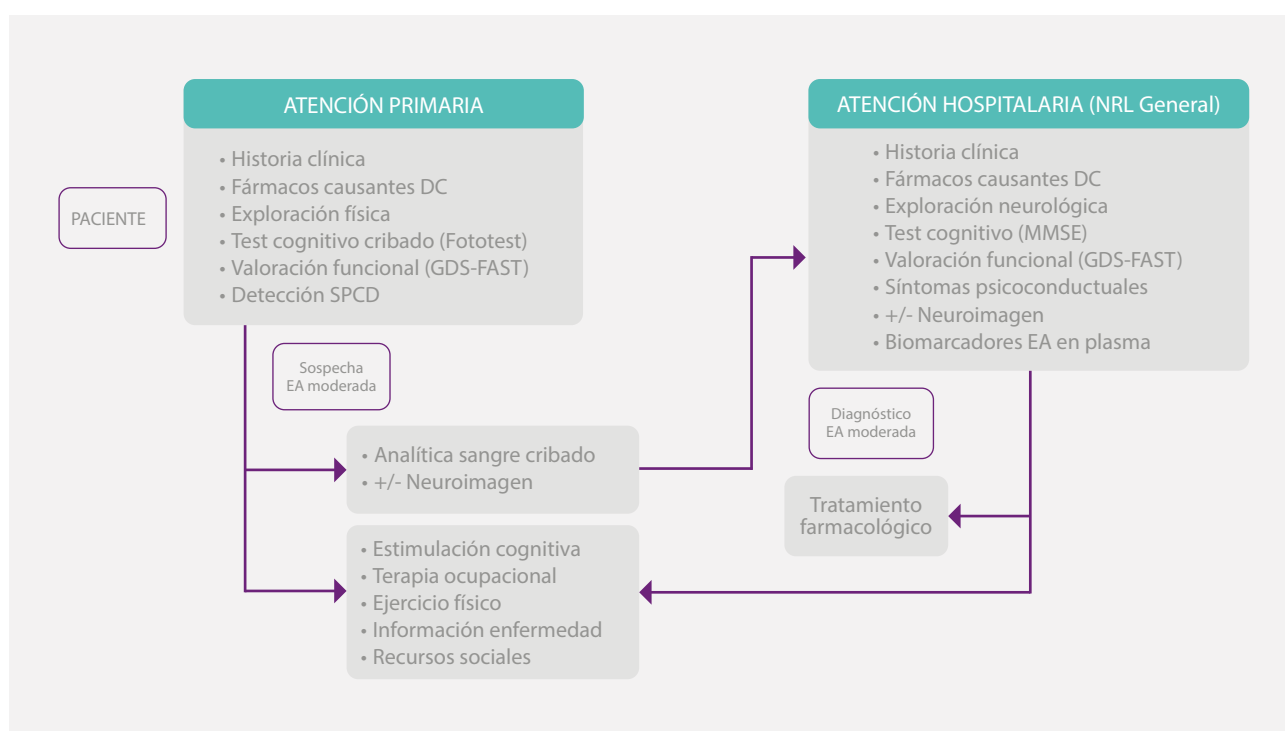 PACIENTE
ATENCIÓN PRIMARIA
• Historia clínica
• Fármacos causantes DC
• Exploración física
• Test cognitivo cribado (Fototest)
• Valoración funcional (GDS-FAST)
• Detección SPCD
Sospecha
EA moderada
• Analítica sangre cribado
• +/- Neuroimagen
• Estimulación cognitiva
• Terapia ocupacional
• Ejercicio físico
• Información enfermedad
• Recursos sociales
ATENCIÓN HOSPITALARIA (NRL General)
• Historia clínica
• Fármacos causantes DC
• Exploración neurológica
• Test cognitivo (MMSE)
• Valoración funcional (GDS-FAST)
• Síntomas psicoconductuales
• +/- Neuroimagen
• Biomarcadores EA en plasma
Diagnóstico
EA moderada
Tratamiento
farmacológico